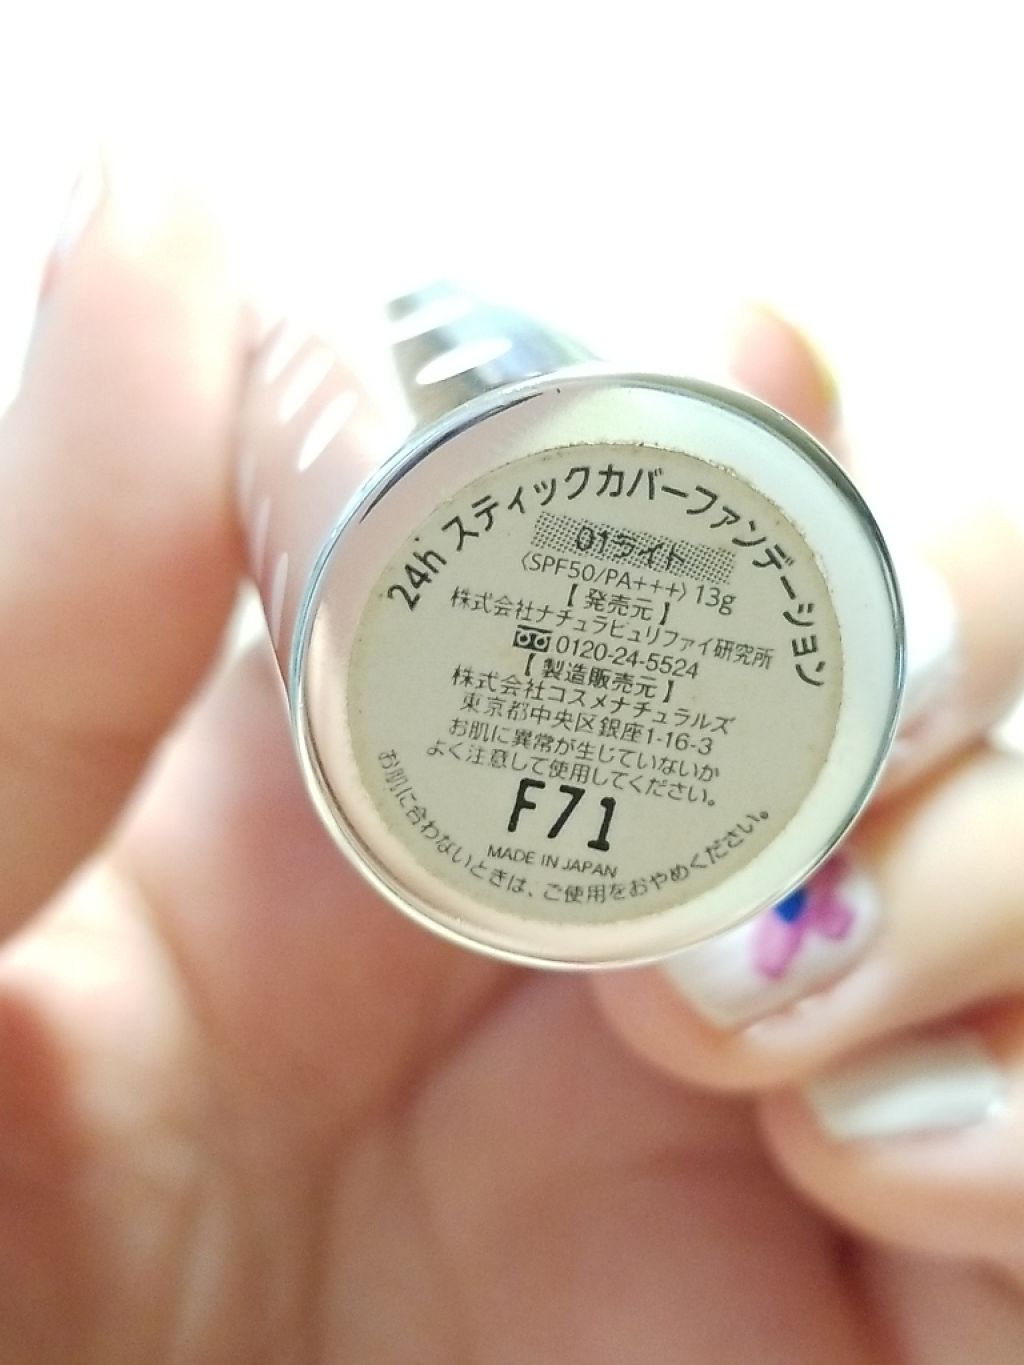 24h スティックカバーファンデーション
01ライト
〈SPF50/PA+++〉 13g
【 発売元 】
株式会社ナチュラピュリファイ研究所
0120-24-5524
【 製造販売元 】
株式会社コスメナチュラルズ
東京都中央区銀座1-16-3
お肌に異常が生じていないか
よく注意して使用してください。
F71
MADE IN JAPAN
お肌に合わないときは、ご使用をおやめください。